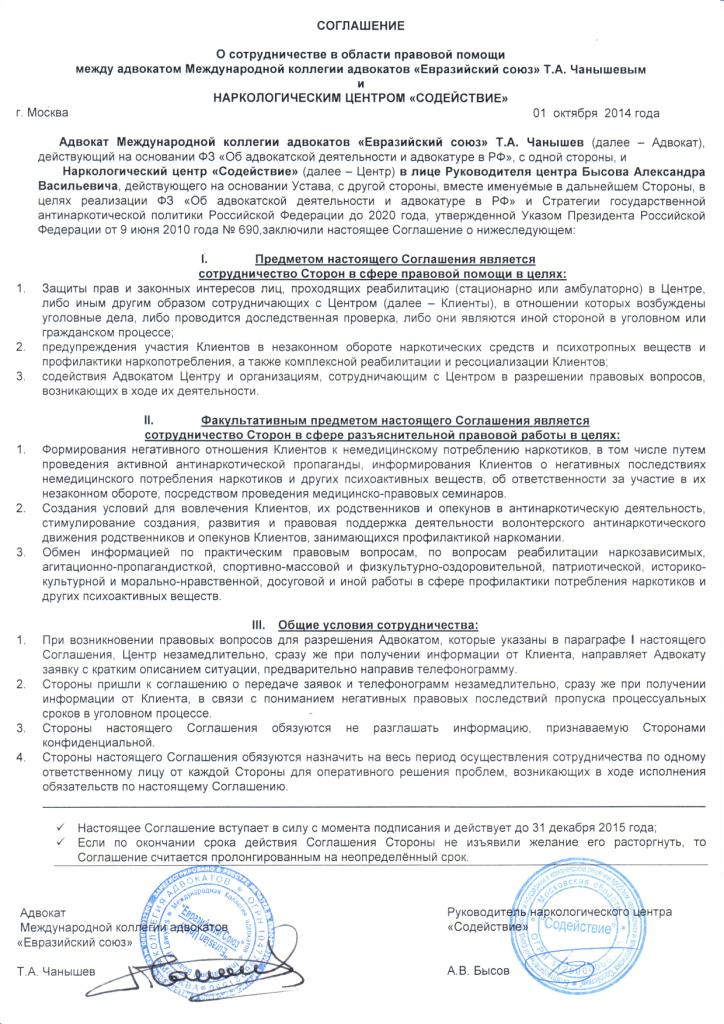 СОГЛАШЕНИЕ
О сотрудничестве в области правовой помощи
между адвокатом Международной коллегии адвокатов «Евразийский союз» Т.А. Чанышевым
и
НАРКОЛОГИЧЕСКИМ ЦЕНТРОМ «СОДЕЙСТВИЕ»
г. Москва 01 октября 2014 года
Адвокат Международной коллегии адвокатов «Евразийский союз» Т.А. Чанышев (далее – Адвокат),
действующий на основании ФЗ «Об адвокатской деятельности и адвокатуре в РФ», с одной стороны, и
Наркологический центр «Содействие» (далее – Центр) в лице Руководителя центра Бысова Александра
Васильевича, действующего на основании Устава, с другой стороны, вместе именуемые в дальнейшем Стороны, в
целях реализации ФЗ «Об адвокатской деятельности и адвокатуре в РФ» и Стратегии государственной
антинаркотической политики Российской Федерации до 2020 года, утвержденной Указом Президента Российской
Федерации от 9 июня 2010 года № 690,заключили настоящее Соглашение о нижеследующем:
I. Предметом настоящего Соглашения является
сотрудничество Сторон в сфере правовой помощи в целях:
1. Защиты прав и законных интересов лиц, проходящих реабилитацию (стационарно или амбулаторно) в Центре,
либо иным другим образом сотрудничающих с Центром (далее – Клиенты), в отношении которых возбуждены
уголовные дела, либо проводится доследственная проверка, либо они являются иной стороной в уголовном или
гражданском процессе;
2. предупреждения участия Клиентов в незаконном обороте наркотических средств и психотропных веществ и
профилактики наркопотребления, а также комплексной реабилитации и ресоциализации Клиентов;
3. содействия Адвокатом Центру и организациям, сотрудничающим с Центром в разрешении правовых вопросов,
возникающих в ходе их деятельности.
II. Факультативным предметом настоящего Соглашения является
сотрудничество Сторон в сфере разъяснительной правовой работы в целях:
1. Формирования негативного отношения Клиентов к немедицинскому потреблению наркотиков, в том числе путем
проведения активной антинаркотической пропаганды, информирования Клиентов о негативных последствиях
немедицинского потребления наркотиков и других психоактивных веществ, об ответственности за участие в их
незаконном обороте, посредством проведения медицинско-правовых семинаров.
2. Создания условий для вовлечения Клиентов, их родственников и опекунов в антинаркотическую деятельность,
стимулирование создания, развития и правовая поддержка деятельности волонтерского антинаркотического
движения родственников и опекунов Клиентов, занимающихся профилактикой наркомании.
3. Обмен информацией по практическим правовым вопросам, по вопросам реабилитации наркозависимых,
агитационно-пропагандисткой, спортивно-массовой и физкультурно-оздоровительной, патриотической, историко-
культурной и морально-нравственной, досуговой и иной работы в сфере профилактики потребления наркотиков и
других психоактивных веществ.
III. Общие условия сотрудничества:
1. При возникновении правовых вопросов для разрешения Адвокатом, которые указаны в параграфе I настоящего
Соглашения, Центр незамедлительно, сразу же при получении информации от Клиента, направляет Адвокату
заявку с кратким описанием ситуации, предварительно направив телефонограмму.
2. Стороны пришли к соглашению о передаче заявок и телефонограмм незамедлительно, сразу же при получении
информации от Клиента, в связи с пониманием негативных правовых последствий пропуска процессуальных
сроков в уголовном процессе.
3. Стороны настоящего Соглашения обязуются не разглашать информацию, признаваемую Сторонами
конфиденциальной.
4. Стороны настоящего Соглашения обязуются назначить на весь период осуществления сотрудничества по одному
ответственному лицу от каждой Стороны для оперативного решения проблем, возникающих в ходе исполнения
обязательств по настоящему Соглашению.
✓ Настоящее Соглашение вступает в силу с момента подписания и действует до 31 декабря 2015 года;
✓ Если по окончании срока действия Соглашения Стороны не изъявили желание его расторгнуть, то
Соглашение считается пролонгированным на неопределённый срок.
Адвокат
Международной коллегии адвокатов
«Евразийский союз»
Т.А. Чанышев
Руководитель наркологического центра
«Содействие»
А.В. Бысов
"Евразийский Союз"
Московская область
"Содействие"